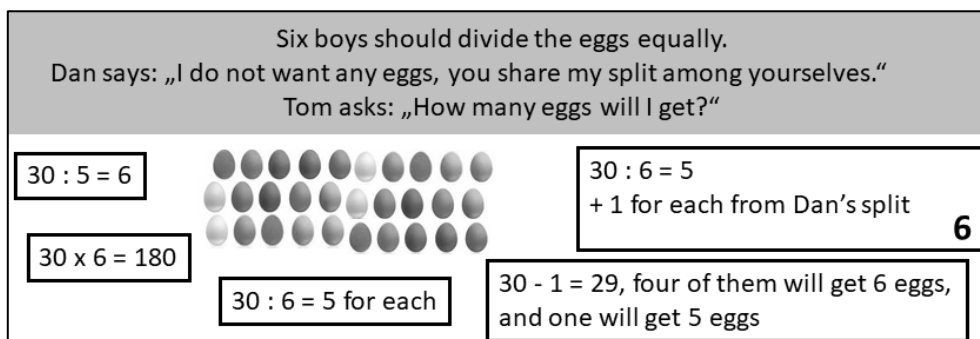 Six boys should divide the eggs equally.
Dan says: „I do not want any eggs, you share my split among yourselves.“
Tom asks: „How many eggs will I get?“
30 : 5 = 6
30 : 6 = 5
+ 1 for each from Dan’s split
6
30 x 6 = 180
30 : 6 = 5 for each
30 - 1 = 29, four of them will get 6 eggs,
and one will get 5 eggs